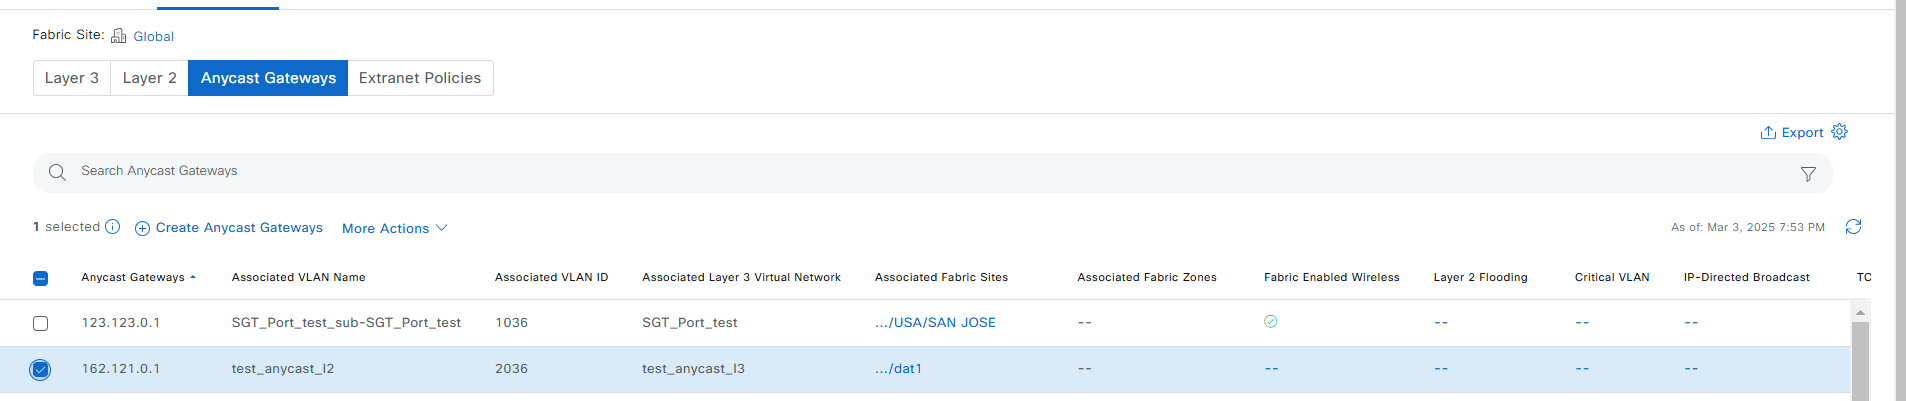 Fabric Site: Global
Layer 3 Layer 2 Anycast Gateways Extranet Policies
Export
Search Anycast Gateways
1 selected Create Anycast Gateways More Actions As of: Mar 3, 2025 7:53 PM
Anycast Gateways Associated VLAN Name Associated VLAN ID Associated Layer 3 Virtual Network Associated Fabric Sites Associated Fabric Zones Fabric Enabled Wireless Layer 2 Flooding Critical VLAN IP-Directed Broadcast TC
123.123.0.1 SGT_Port_test_sub-SGT_Port_test 1036 SGT_Port_test .../USA/SAN JOSE -- -- -- --
162.121.0.1 test_anycast_l2 2036 test_anycast_l3 .../dat1 -- -- -- -- --